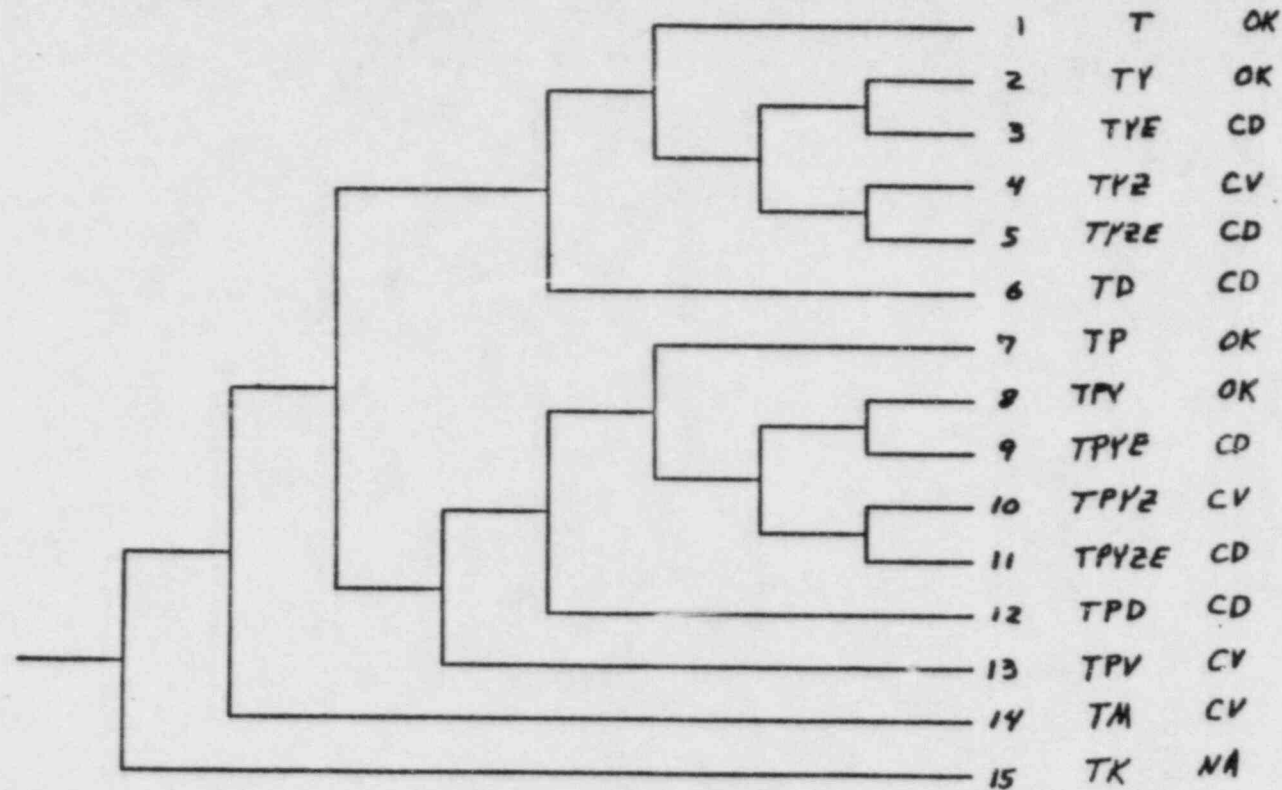 1 T OK
2 TY OK
3 TYE CD
4 TYZ CV
5 TYZE CD
6 TD CD
7 TP OK
8 TPY OK
9 TPYE CD
10 TPYZ CV
11 TPYZE CD
12 TPD CD
13 TPV CV
14 TM CV
15 TK NA